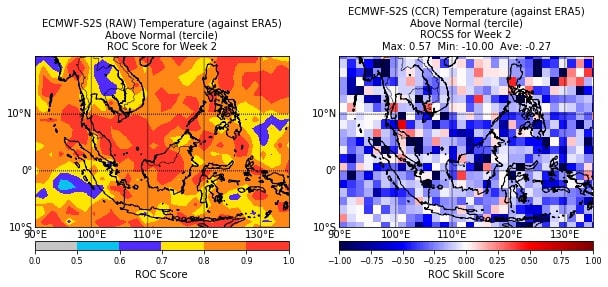 ECMWF-S2S (RAW) Temperature (against ERA5)
Above Normal (tercile)
ROC Score for Week 2
10°N
0°
10°S
90°E 100°E 110°E 120°E 130°E
0.0 0.5 0.6 0.7 0.8 0.9 1.0
ROC Score
ECMWF-S2S (CCR) Temperature (against ERA5)
Above Normal (tercile)
ROCSS for Week 2
Max: 0.57 Min: -10.00 Ave: -0.27
10°N
0°
10°S
90°E 100°E 110°E 120°E 130°E
−1.00 −0.75 −0.50 −0.25 0.00 0.25 0.50 0.75 1.00
ROC Skill Score